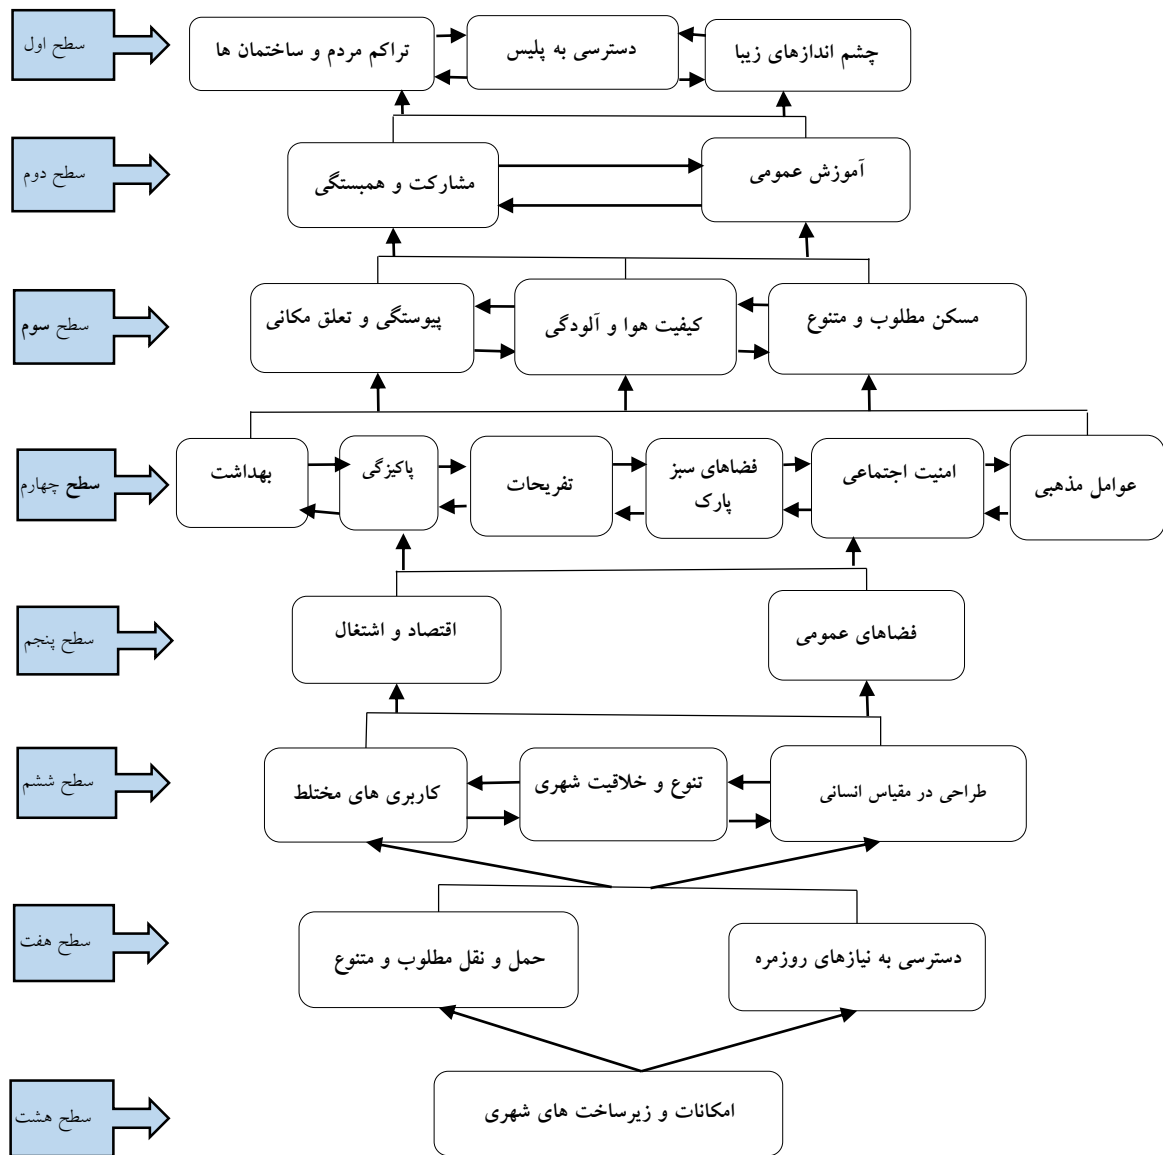 سطح اول
چشم اندازهای زیبا
دسترسی به پلیس
تراکم مردم و ساختمان ها
سطح دوم
آموزش عمومی
مشارکت و همبستگی
سطح سوم
مسکن مطلوب و متنوع
کیفیت هوا و آلودگی
پیوستگی و تعلق مکانی
سطح چهارم
عوامل مذهبی
امنیت اجتماعی
فضاهای سبز
پارک
تفریحات
پاکیزگی
بهداشت
سطح پنجم
فضاهای عمومی
اقتصاد و اشتغال
سطح ششم
طراحی در مقیاس انسانی
تنوع و خلاقیت شهری
کاربری های مختلط
سطح هفت
دسترسی به نیازهای روزمره
حمل و نقل مطلوب و متنوع
سطح هشت
امکانات و زیرساخت های شهری